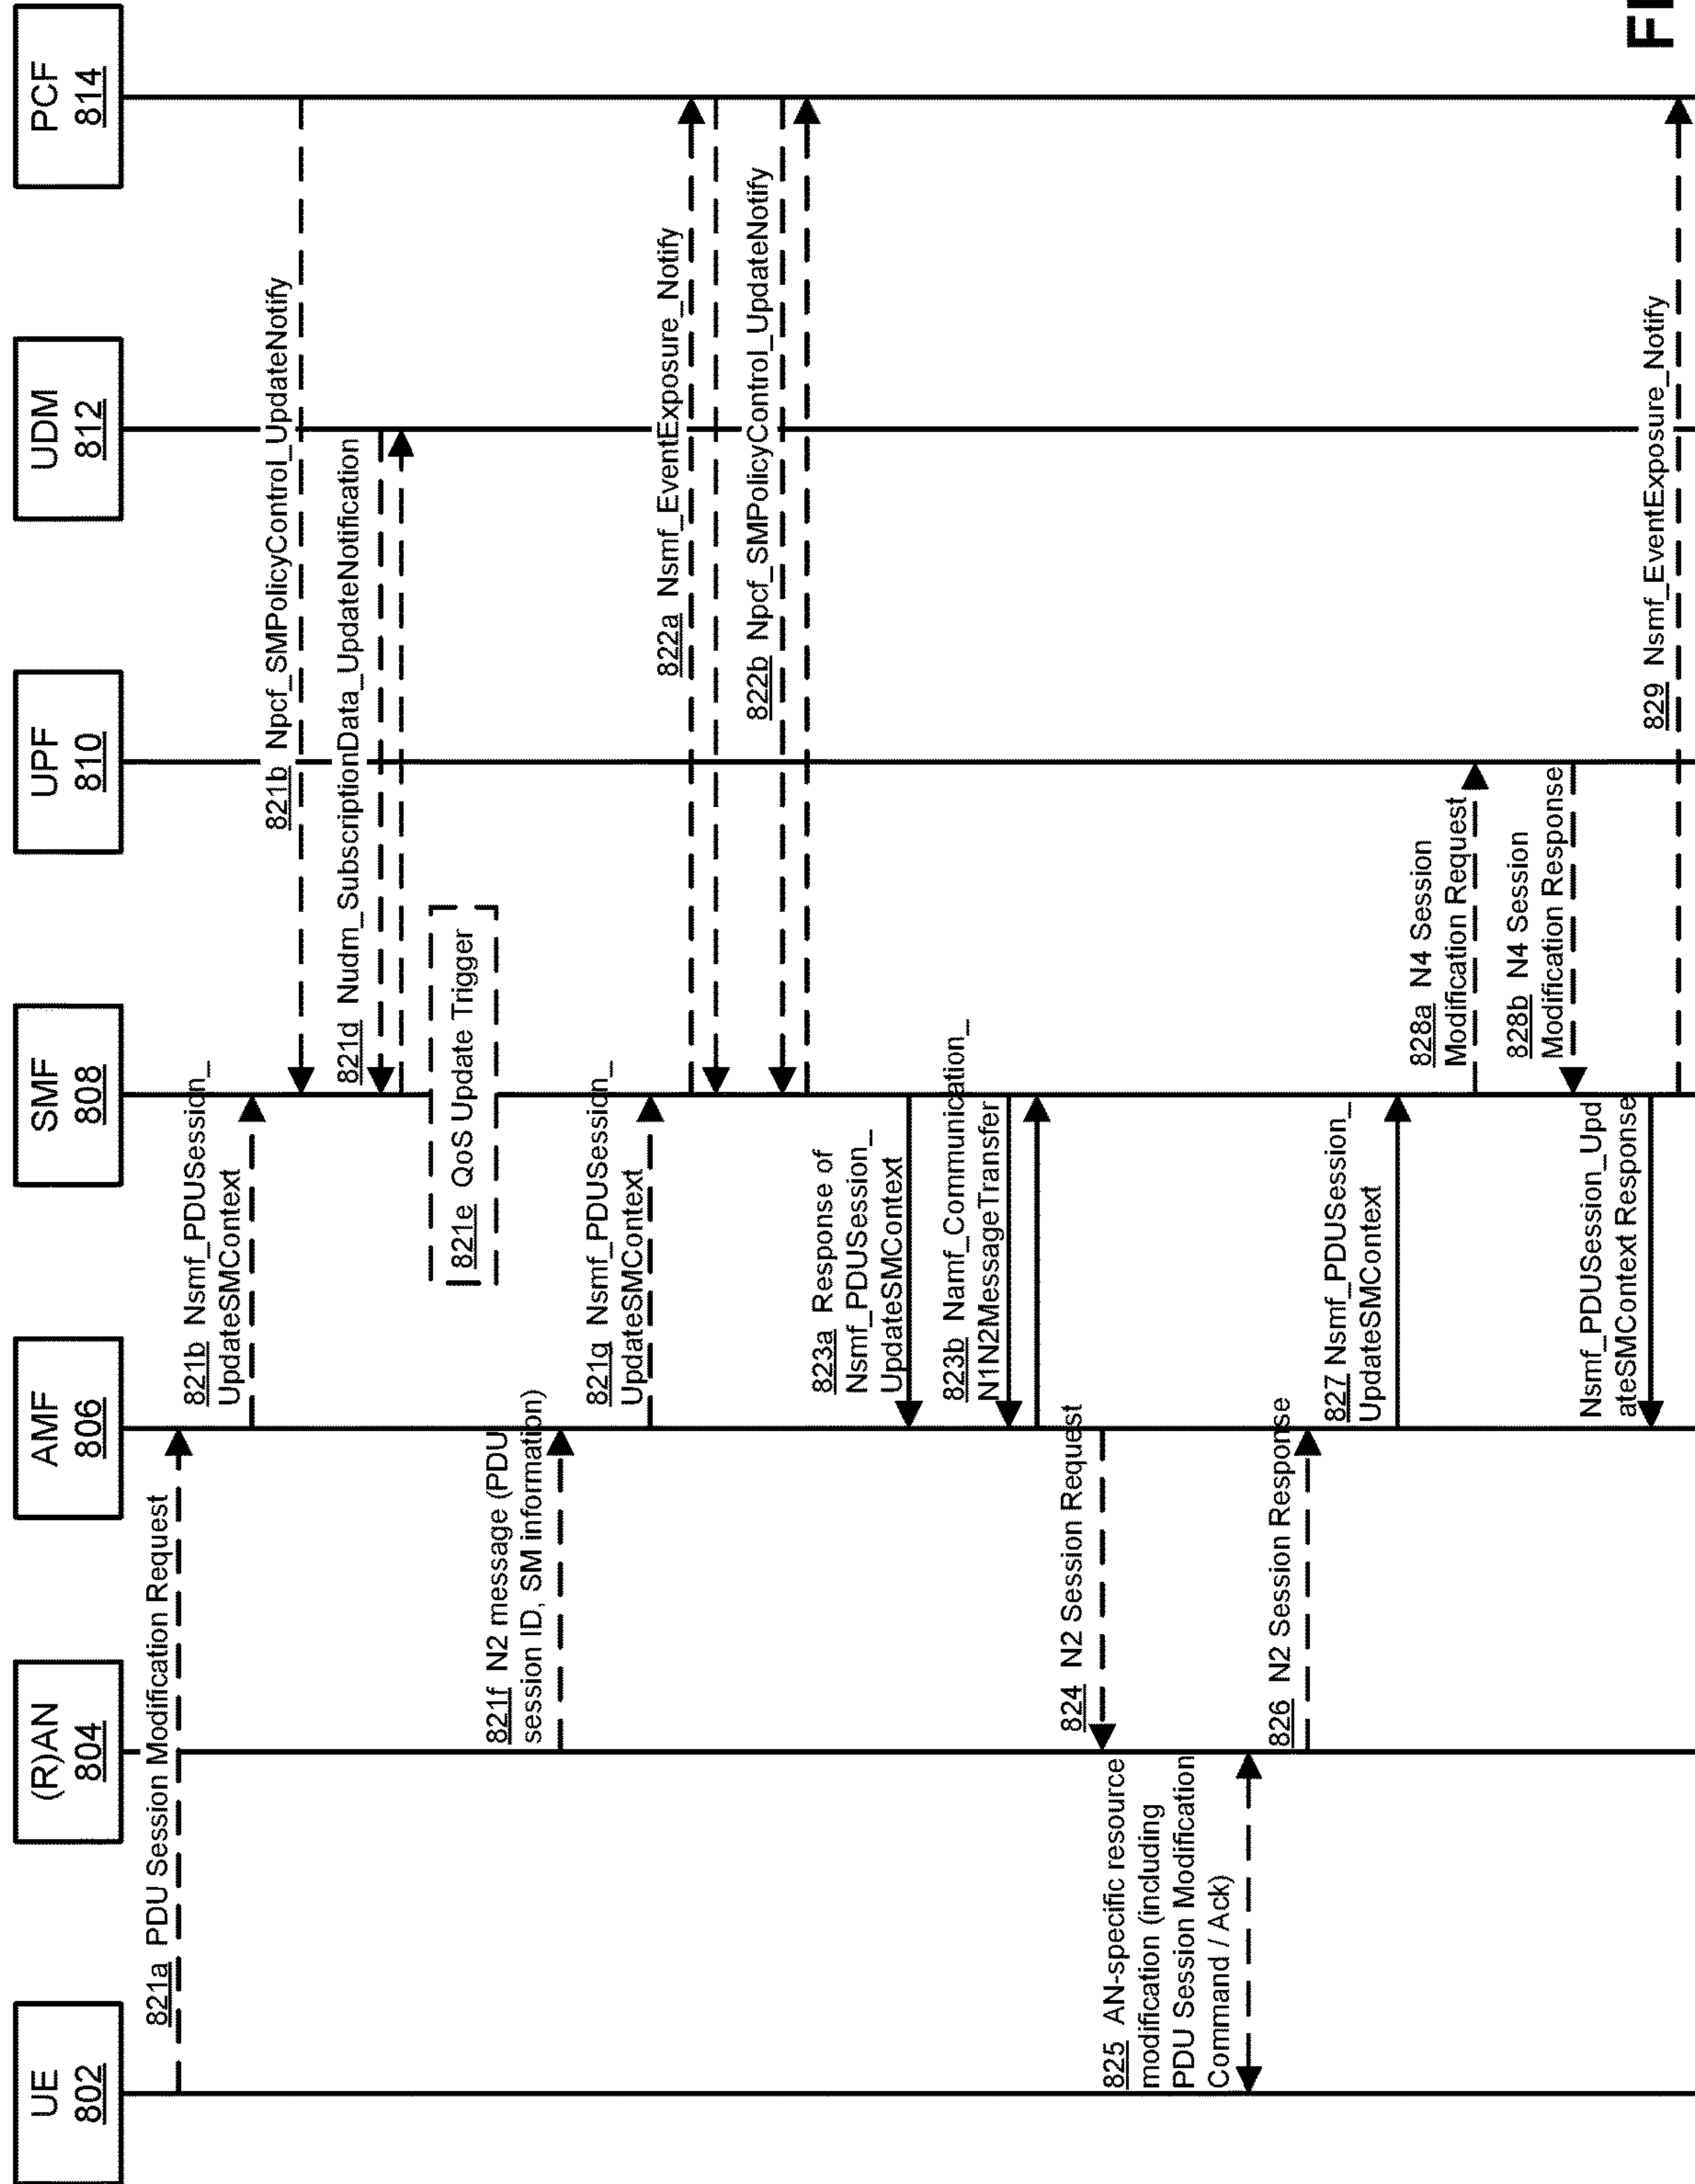 UE
802
(R)AN
804
AMF
806
SMF
808
UPF
810
UDM
812
PCF
814
821a PDU Session Modification Request
821b Nsmf_PDUSession_
UpdateSMContext
821b Npcf_SMPolicyControl_UpdateNotify
821d Nudm_SubscriptionData_UpdateNotification
821e QoS Update Trigger
821f N2 message (PDU
session ID, SM information)
821g Nsmf_PDUSession_
UpdateSMContext
822a Nsmf_EventExposure_Notify
822b Npcf_SMPolicyControl_UpdateNotify
823a Response of
Nsmf_PDUSession_
UpdateSMContext
823b Namf_Communication_
N1N2MessageTransfer
824 N2 Session Request
825 AN-specific resource
modification (including
PDU Session Modification
Command / Ack)
826 N2 Session Response
827 Nsmf_PDUSession_
UpdateSMContext
828a N4 Session
Modification Request
828b N4 Session
Modification Response
Nsmf_PDUSession_Upd
ateSMContext Response
829 Nsmf_EventExposure_Notify